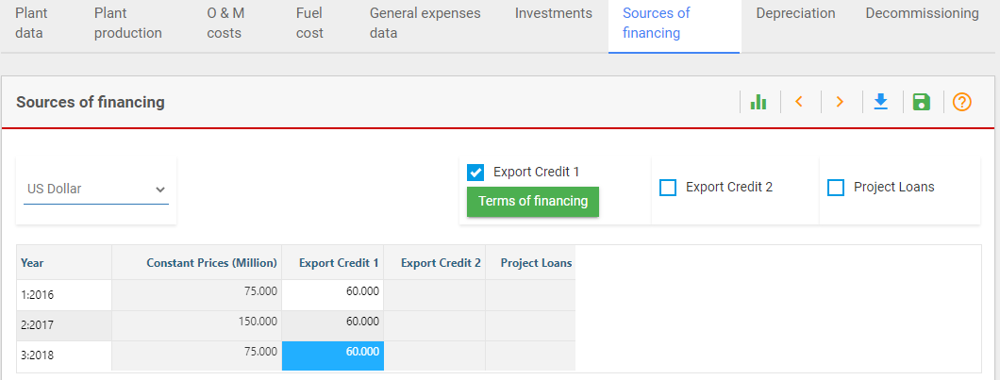 Plant data
Plant production
O & M costs
Fuel cost
General expenses data
Investments
Sources of financing
Depreciation
Decommissioning
Sources of financing
US Dollar
Export Credit 1
Terms of financing
Export Credit 2
Project Loans
Year Constant Prices (Million) Export Credit 1 Export Credit 2 Project Loans
1:2016 75.000 60.000
2:2017 150.000 60.000
3:2018 75.000 60.000